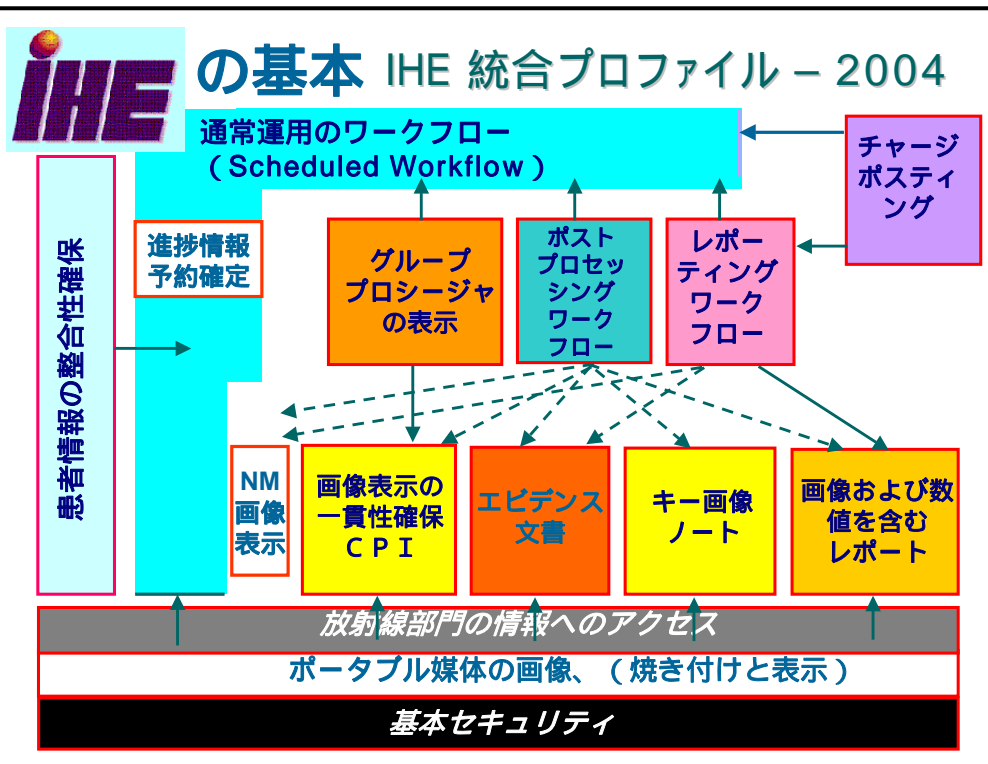 IHE の基本 IHE 統合プロファイル – 2004
通常運用のワークフロー
（Scheduled Workflow）
チャージ
ポスティ
ング
患者情報の整合性確保
進捗情報
予約確定
グループ
プロシージャ
の表示
ポスト
プロセッ
シング
ワーク
フロー
レポー
ティング
ワーク
フロー
NM
画像
表示
画像表示の
一貫性確保
ＣＰＩ
エビデンス
文書
キー画像
ノート
画像および数
値を含む
レポート
放射線部門の情報へのアクセス
ポータブル媒体の画像、（焼き付けと表示）
基本セキュリティ